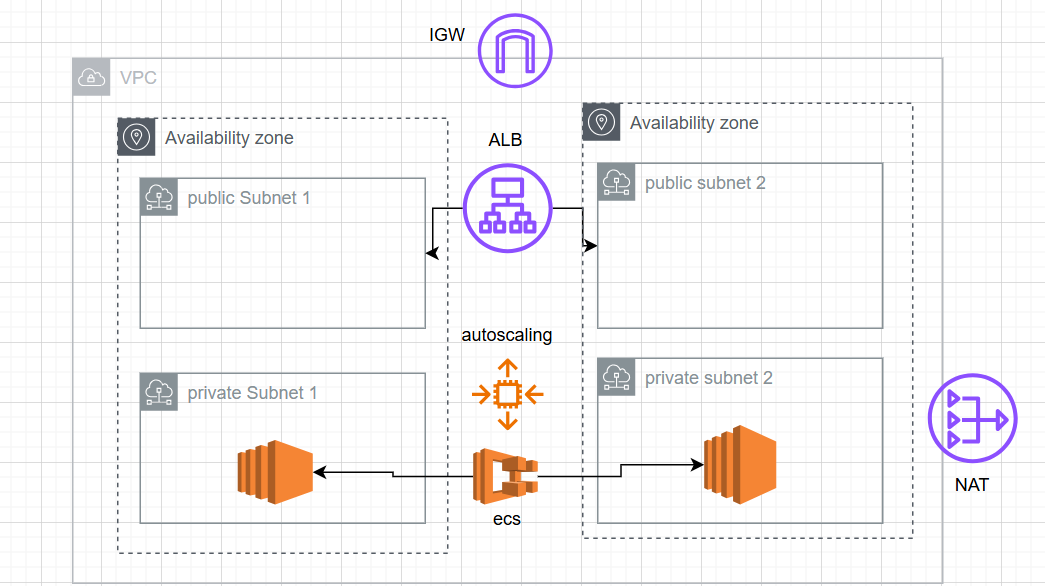 IGW
VPC
Availability zone
Availability zone
ALB
public Subnet 1
public subnet 2
autoscaling
private Subnet 1
private subnet 2
NAT
ecs